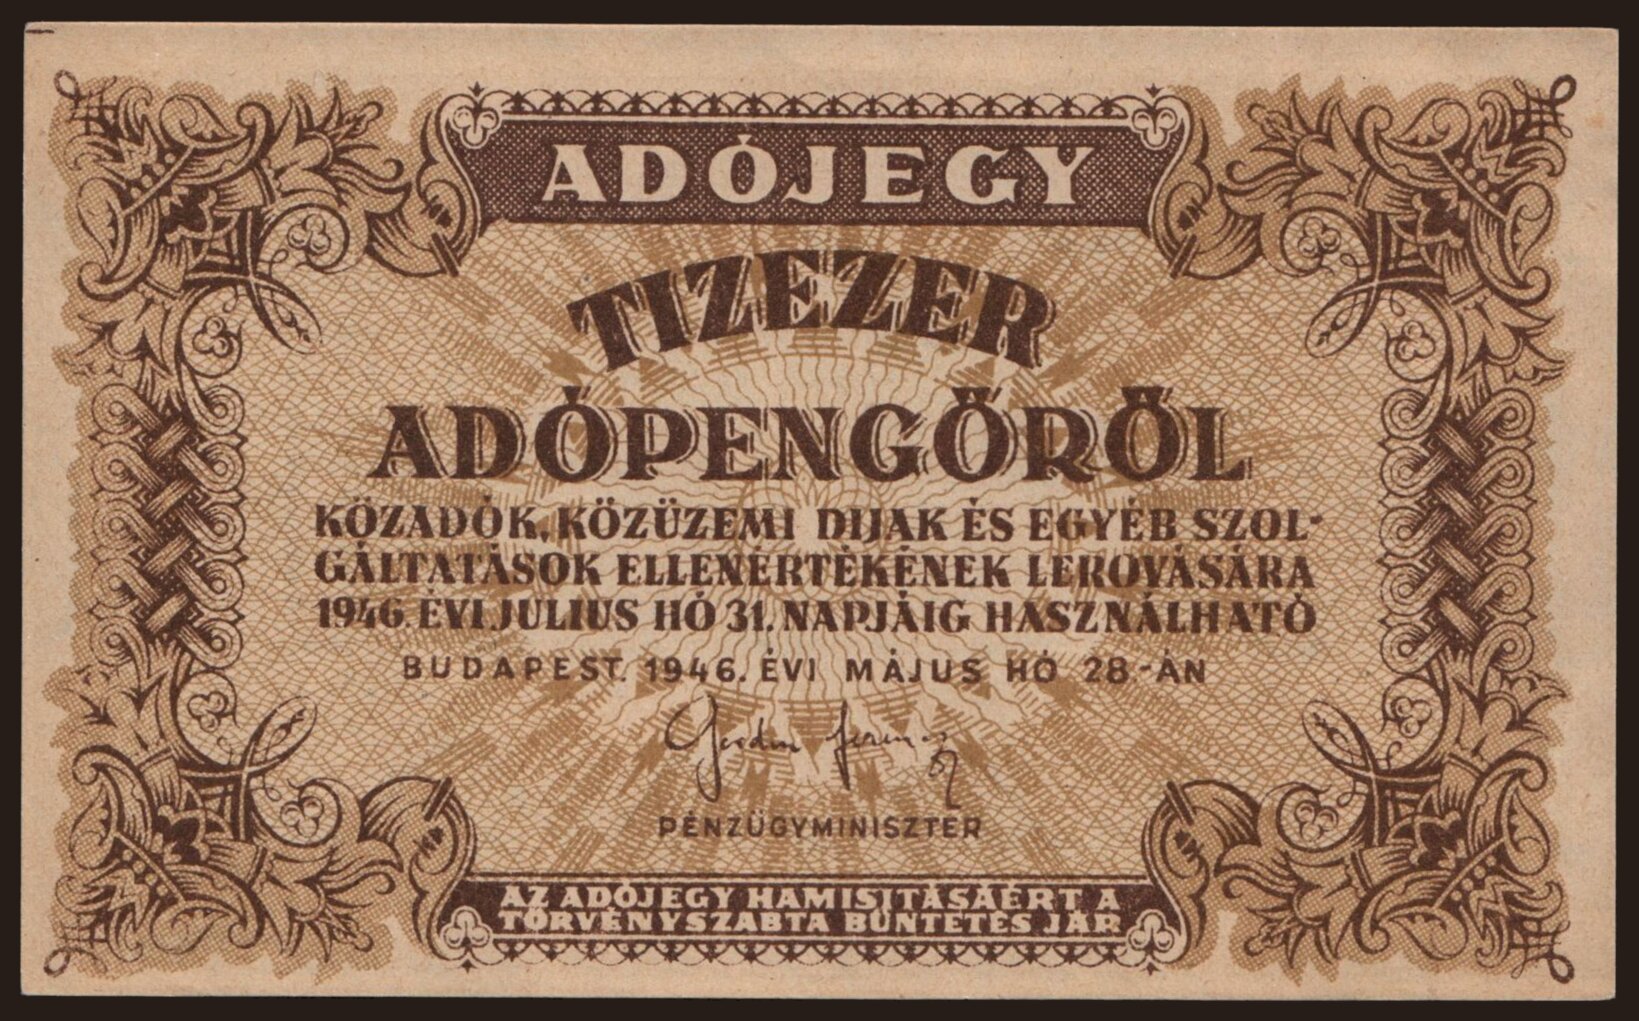 ADÓJEGY
TIZEZER
ADÓPENGŐRŐL
KÖZADÓK, KÖZÜZEMI DIJAK ÉS EGYÉB SZOL-
GÁLTATÁSOK ELLENÉRTÉKÉNEK LEROVÁSÁRA
1946. ÉVI JULIUS HÓ 31. NAPJÁIG HASZNÁLHATÓ
BUDAPEST. 1946. ÉVI MÁJUS HÓ 28-ÁN
PÉNZÜGYMINISZTER
AZ ADÓJEGY HAMISITÁSÁÉRT A
TÖRVÉNYSZABTA BÜNTETÉS JÁR